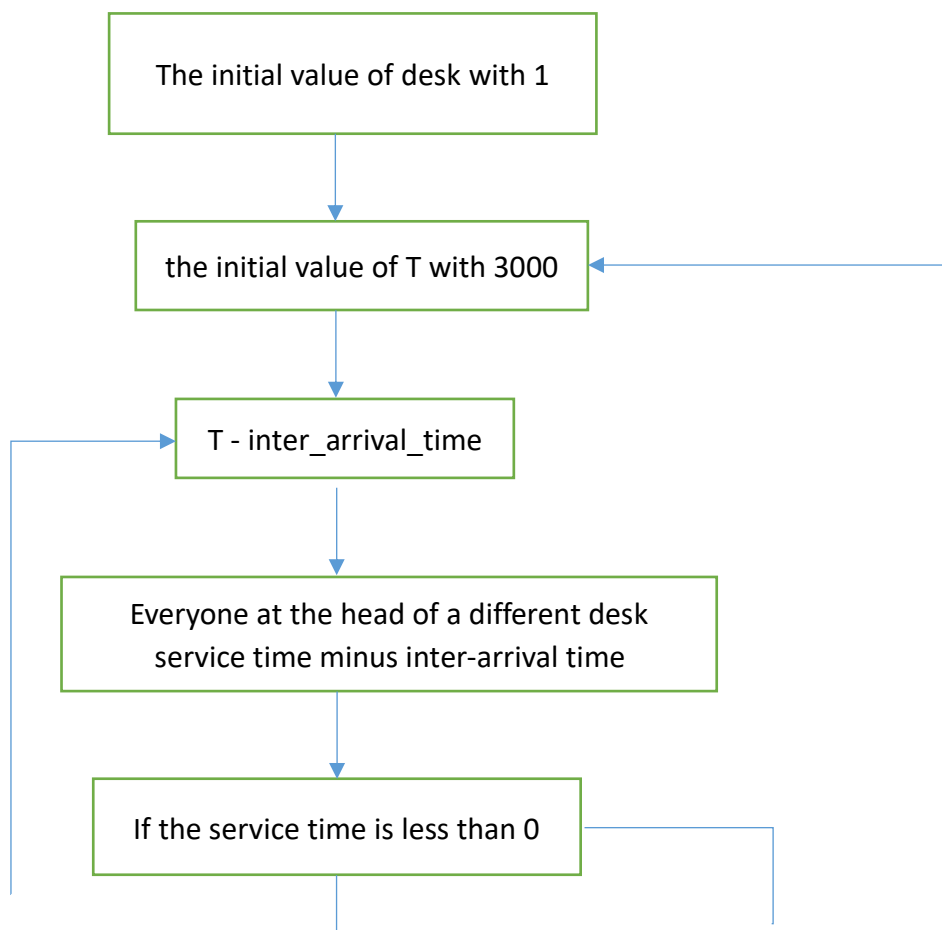 The initial value of desk with 1
the initial value of T with 3000
T - inter_arrival_time
Everyone at the head of a different desk
service time minus inter-arrival time
If the service time is less than 0